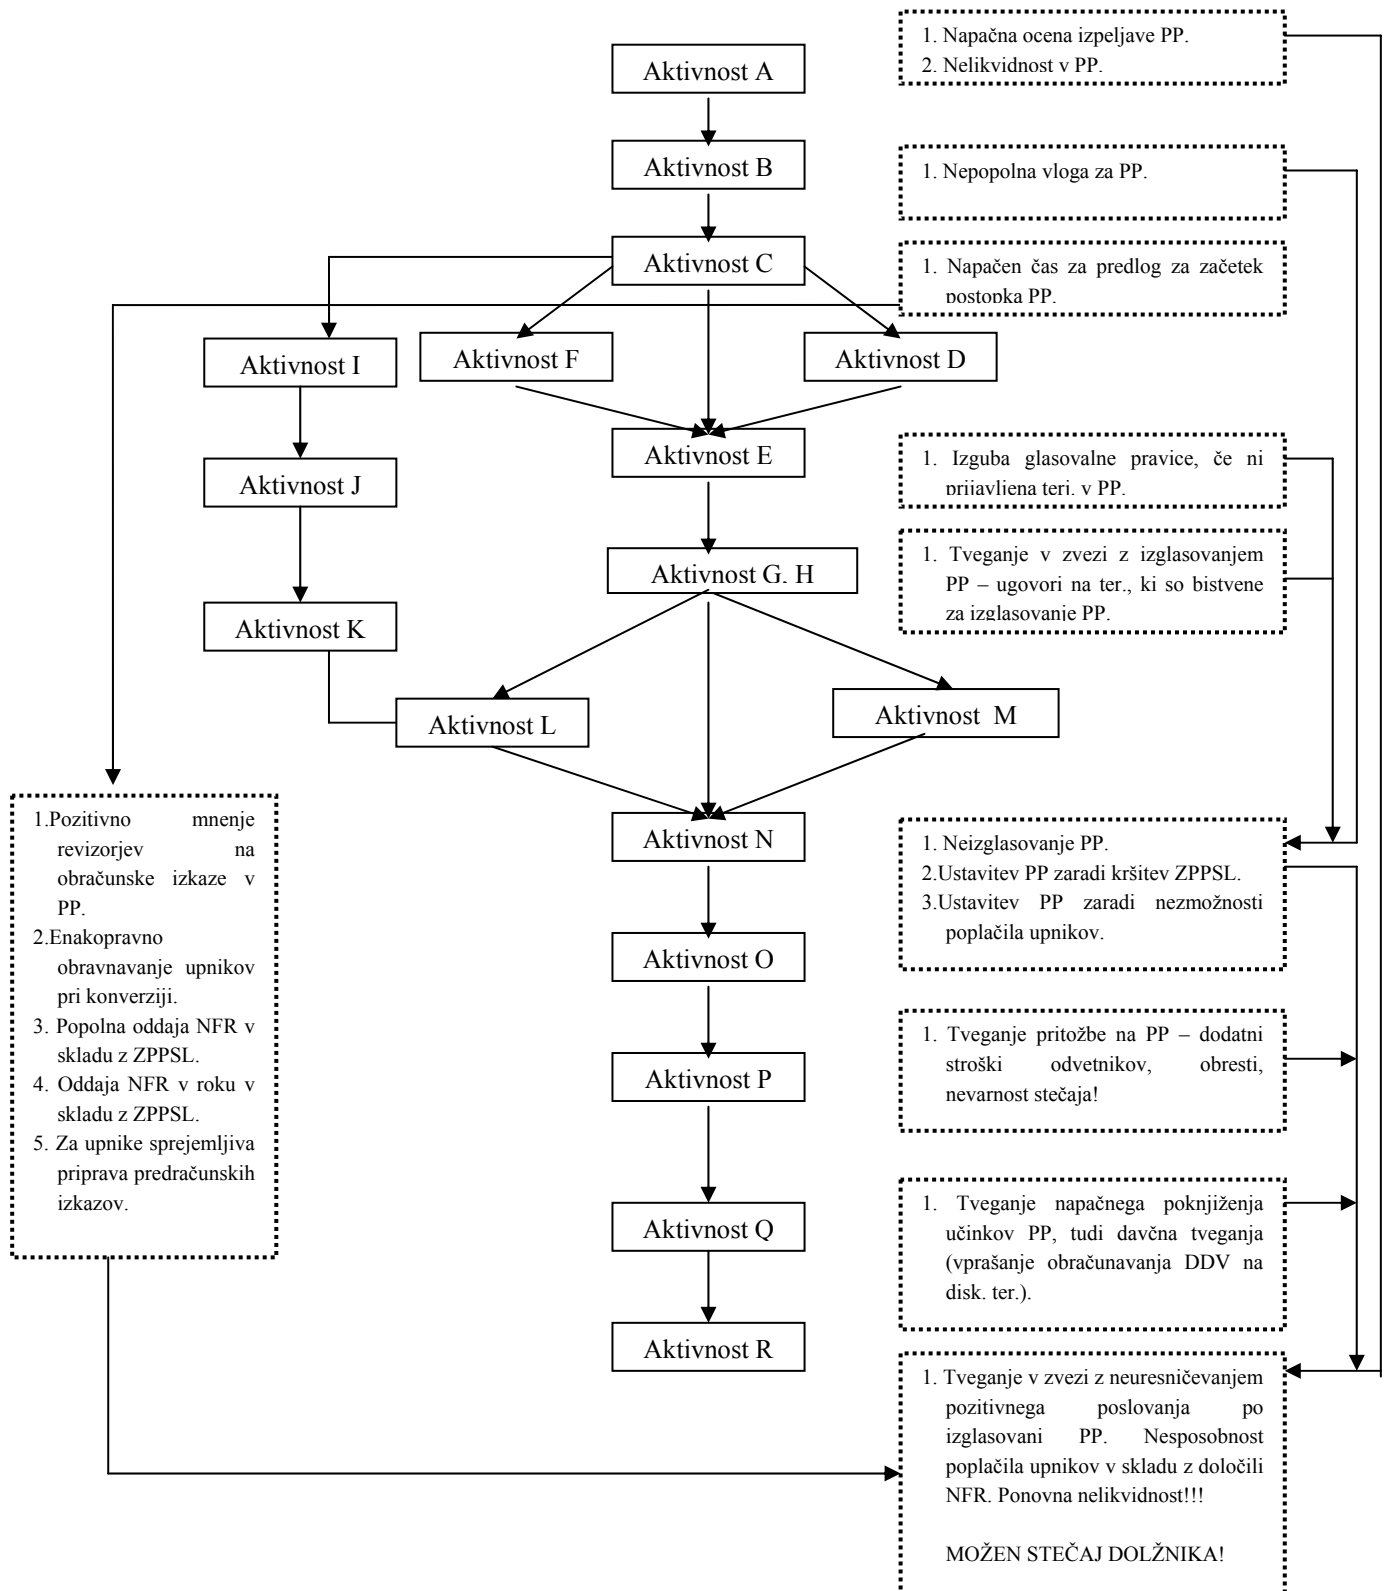 Aktivnost A
1. Napačna ocena izpeljave PP.
2. Nelikvidnost v PP.
Aktivnost B
1. Nepopolna vloga za PP.
Aktivnost C
1. Napačen čas za predlog za začetek
postopka PP.
Aktivnost I
Aktivnost F
Aktivnost D
Aktivnost E
1. Izguba glasovalne pravice, če ni
prijavljena terj. v PP.
Aktivnost J
Aktivnost G. H
1. Tveganje v zvezi z izglasovanjem
PP – ugovori na ter., ki so bistvene
za izglasovanje PP.
Aktivnost K
Aktivnost L
Aktivnost M
1.Pozitivno mnenje
revizorjev na
obračunske izkaze v
PP.
2.Enakopravno
obravnavanje upnikov
pri konverziji.
3. Popolna oddaja NFR v
skladu z ZPPSL.
4. Oddaja NFR v roku v
skladu z ZPPSL.
5. Za upnike sprejemljiva
priprava predračunskih
izkazov.
Aktivnost N
1. Neizglasovanje PP.
2.Ustavitev PP zaradi kršitev ZPPSL.
3.Ustavitev PP zaradi nezmožnosti
poplačila upnikov.
Aktivnost O
Aktivnost P
1. Tveganje pritožbe na PP – dodatni
stroški odvetnikov, obresti,
nevarnost stečaja!
Aktivnost Q
1. Tveganje napačnega poknjiženja
učinkov PP, tudi davčna tveganja
(vprašanje obračunavanja DDV na
disk. ter.).
Aktivnost R
1. Tveganje v zvezi z neuresničevanjem
pozitivnega poslovanja po
izglasovani PP. Nesposobnost
poplačila upnikov v skladu z določili
NFR. Ponovna nelikvidnost!!!
MOŽEN STEČAJ DOLŽNIKA!